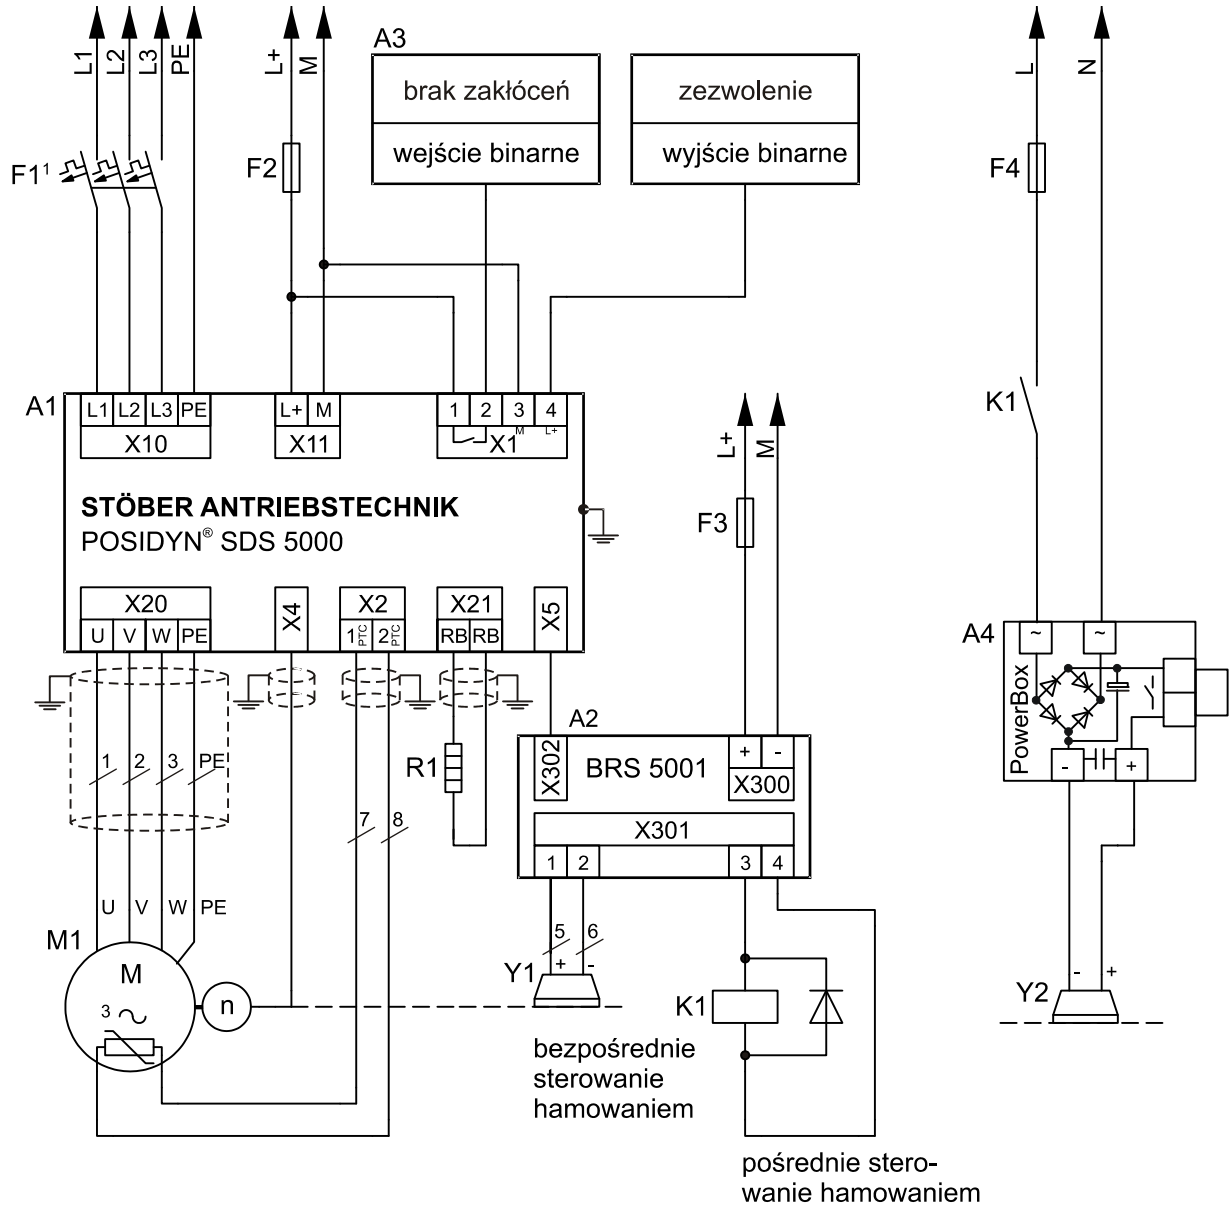 L1 L2 L3 PE L+ M
A3
brak zakłóceń
wejście binarne
zezwolenie
wyjście binarne
L N
F1¹
F2
F4
K1
A1
L1 L2 L3 PE
X10
L+ M
X11
1 2 3 4
M L+
X1
STÖBER ANTRIEBSTECHNIK
POSIDYN® SDS 5000
L+ M
F3
X20
U V W PE
X4
X2
1 PTC 2 PTC
X21
RB RB
X5
A4
~ ~
PowerBox
- +
A2
X302
BRS 5001
+ -
X300
X301
1 2 3 4
R1
1 2 3 PE
7 8
U V W PE
M1
M
3 ~
n
5 6
Y1
+ -
K1
Y2
- +
bezpośrednie
sterowanie
hamowaniem
pośrednie stero-
wanie hamowaniem